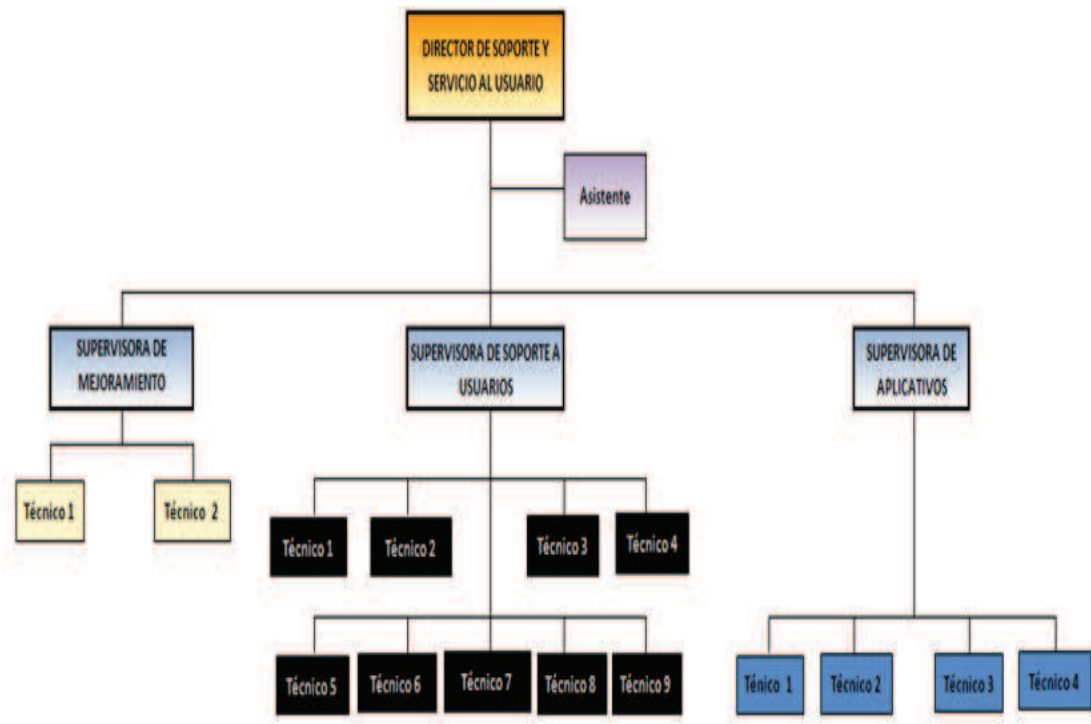 DIRECTOR DE SOPORTE Y
SERVICIO AL USUARIO
Asistente
SUPERVISORA DE
MEJORAMIENTO
SUPERVISORA DE SOPORTE A
USUARIOS
SUPERVISORA DE
APLICATIVOS
Técnico 1
Técnico 2
Técnico 1
Técnico 2
Técnico 3
Técnico 4
Técnico 5
Técnico 6
Técnico 7
Técnico 8
Técnico 9
Ténico 1
Técnico 2
Técnico 3
Técnico 4